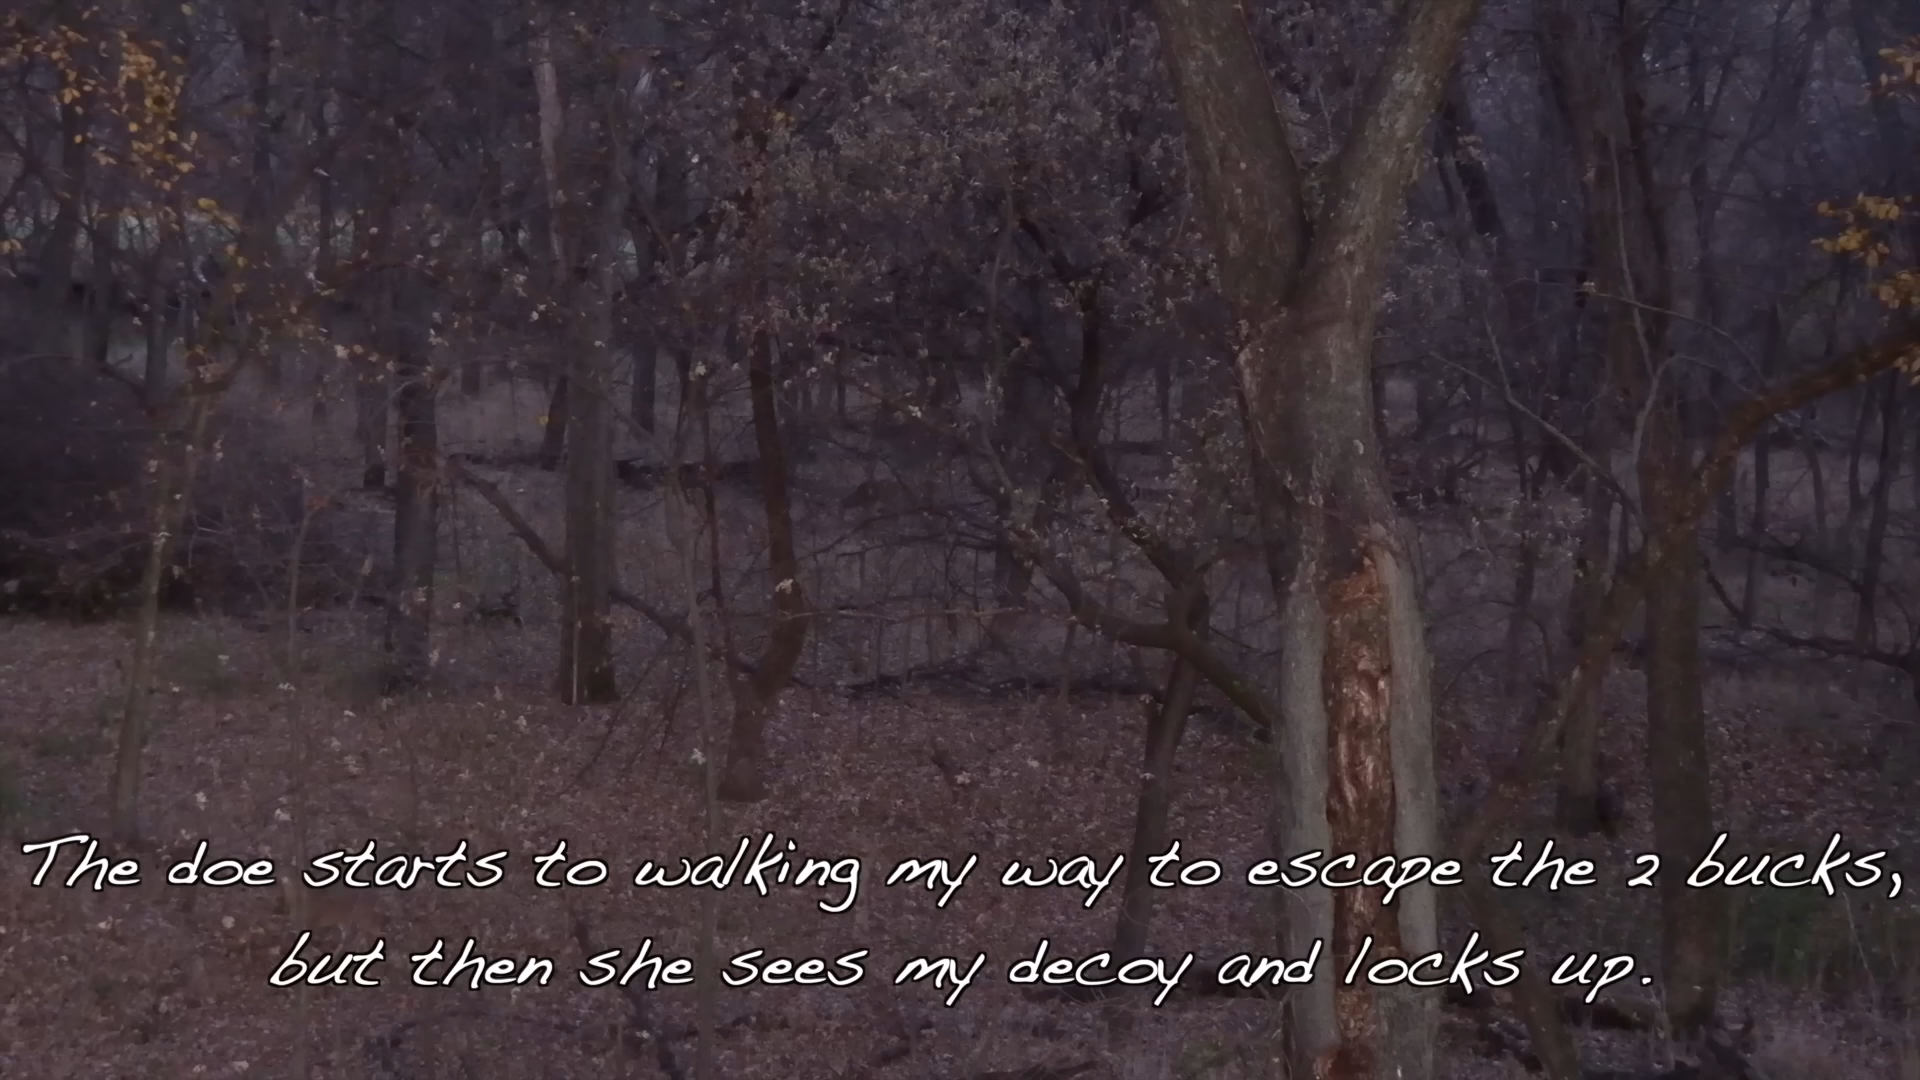 The doe starts to walking my way to escape the 2 bucks,
but then she sees my decoy and locks up.